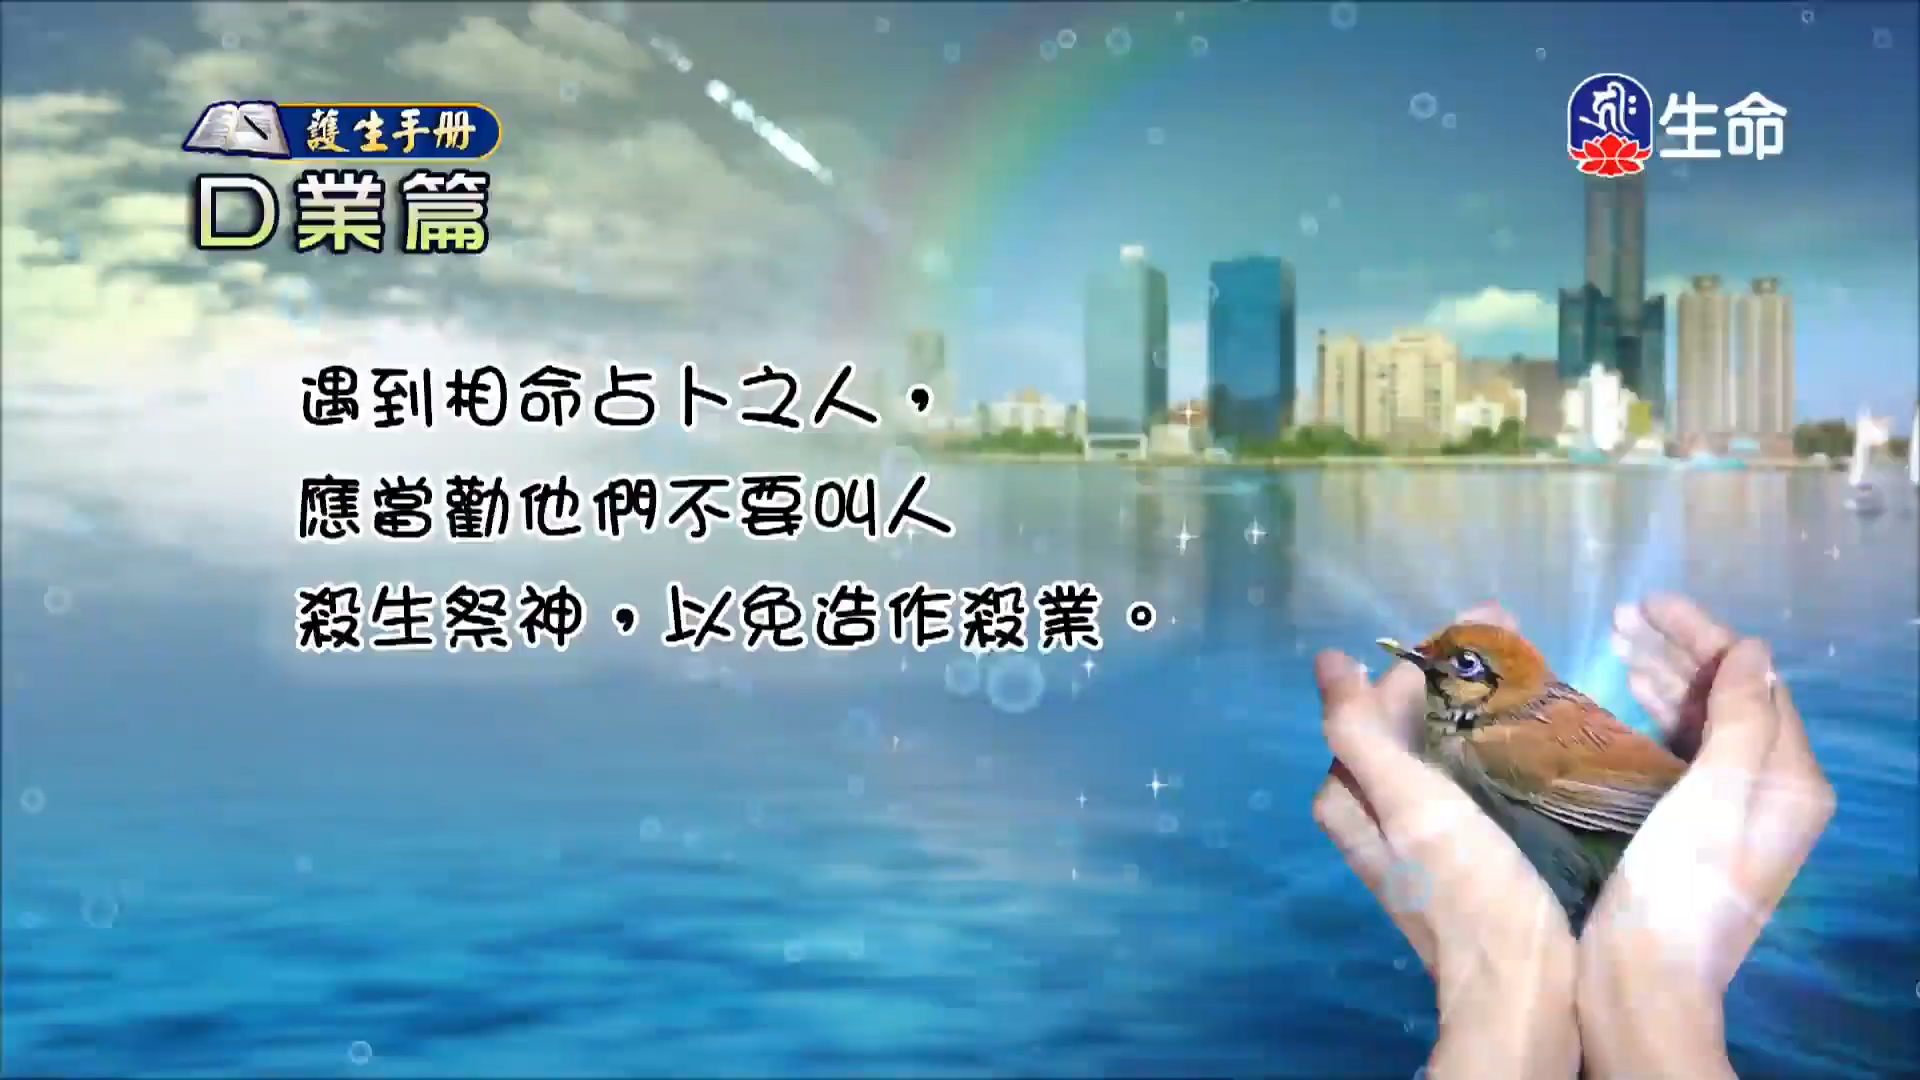 護生手册
D業篇
生命
遇到相命占卜之人，
應當勸他們不要叫人
殺生祭神，以免造作殺業。